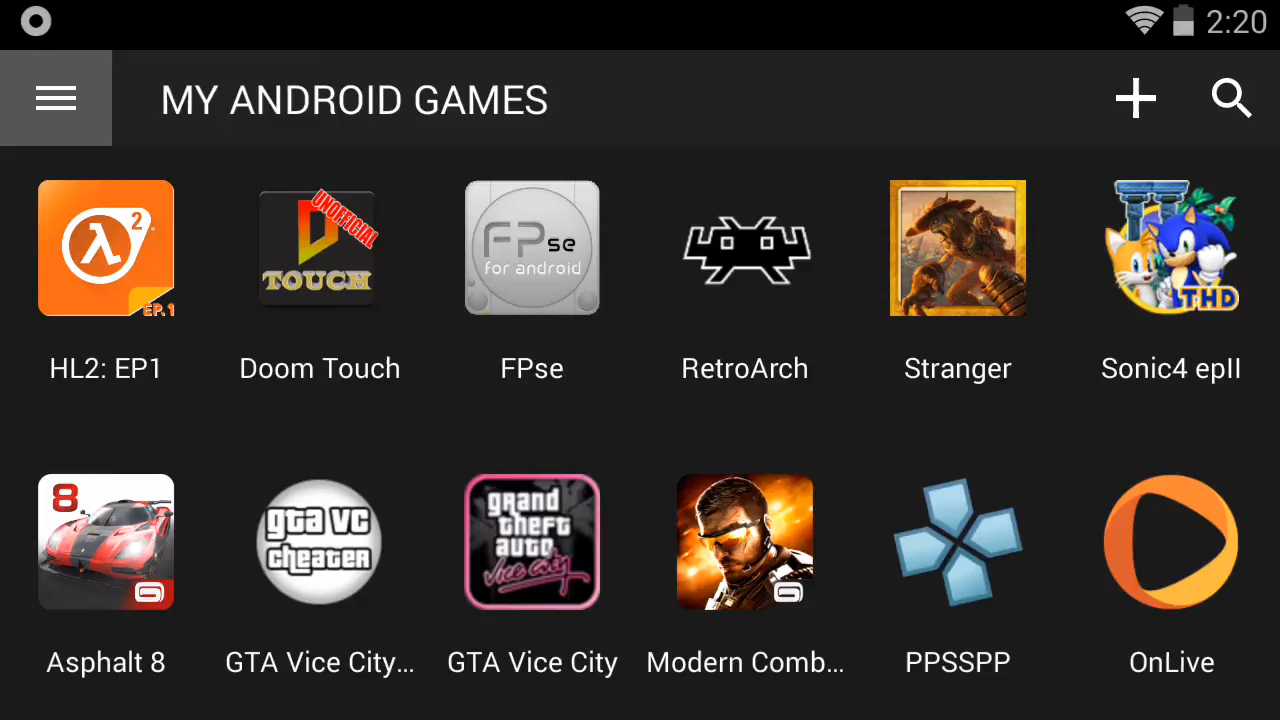 2:20
MY ANDROID GAMES
2
EP.1
UNOFFICIAL
D
TOUCH
FPse
for android
THD
HL2: EP1
Doom Touch
FPse
RetroArch
Stranger
Sonic4 epII
8
gta VC
cheater
grand
theft
auto
Vice City
Asphalt 8
GTA Vice City...
GTA Vice City
Modern Comb...
PPSSPP
OnLive